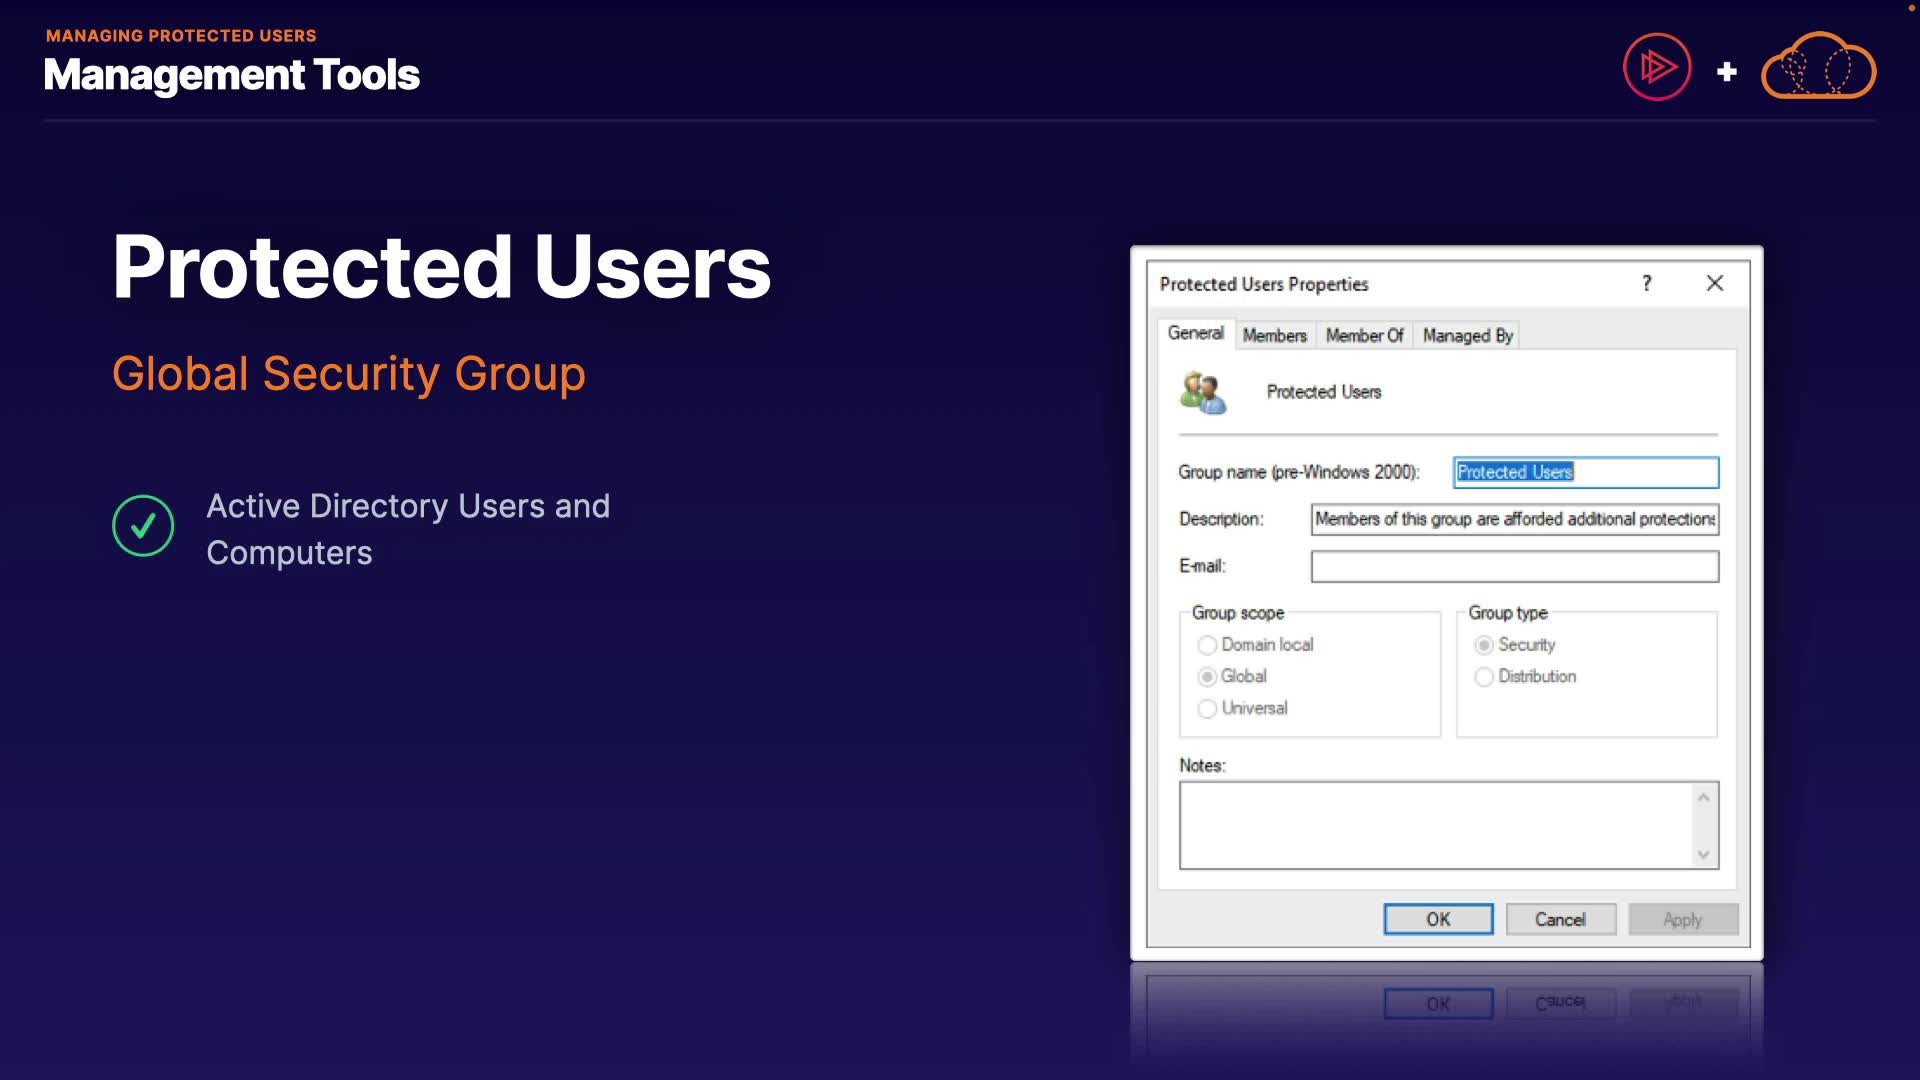 MANAGING PROTECTED USERS
Management Tools
Protected Users
Global Security Group
Active Directory Users and
Computers
Protected Users Properties
?
General Members Member Of Managed By
Protected Users
Group name (pre-Windows 2000): Protected Users
Description: Members of this group are afforded additional protections
E-mail:
Group scope
Domain local
Global
Universal
Group type
Security
Distribution
Notes:
OK Cancel Apply
OK Cancel Apply